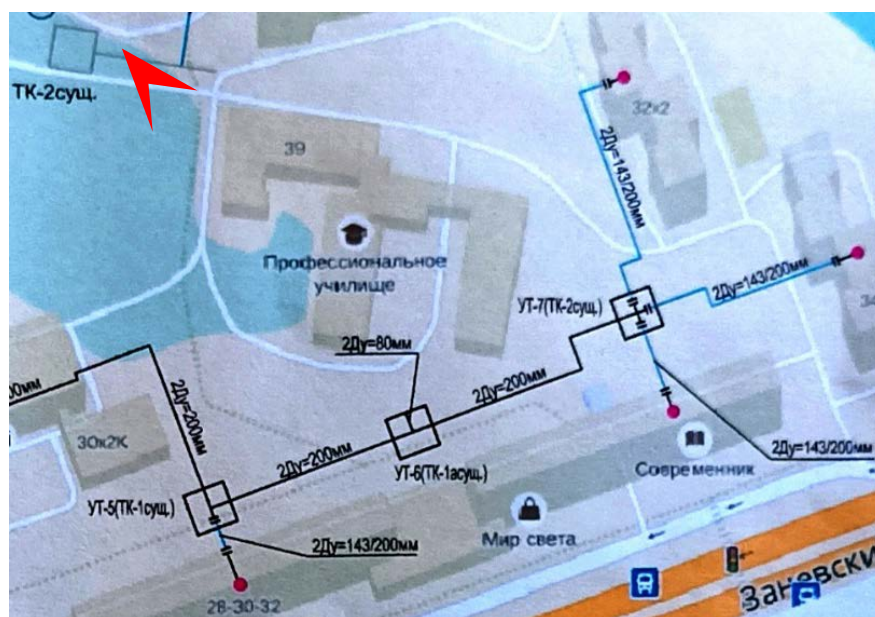 ТК-2сущ.
32к2
39
2Ду=143/200мм
Профессиональное
училище
2Ду=143/200мм
УТ-7(ТК-2сущ.)
2Ду=80мм
00мм
2Ду=200мм
2Ду=200мм
30к2К
2Ду=200мм
2Ду=143/200мм
УТ-6(ТК-1асущ.)
Современник
УТ-5(ТК-1сущ.)
Мир света
2Ду=143/200мм
28-30-32
Заневски